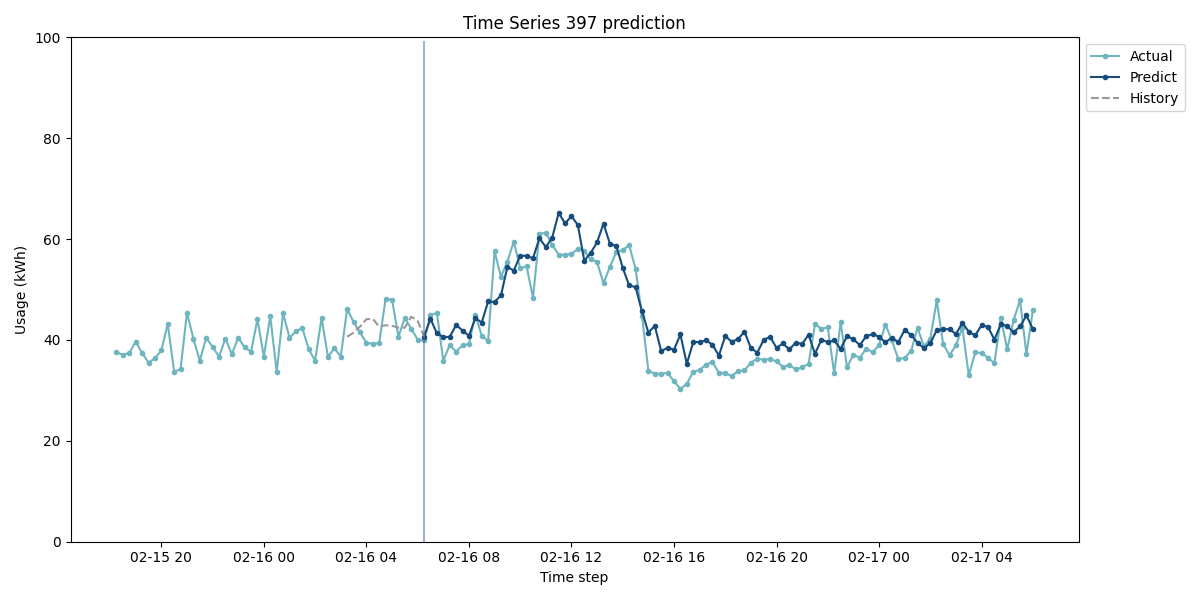 Time Series 397 prediction
100
80
60
40
20
0
Usage (kWh)
02-15 20
02-16 00
02-16 04
02-16 08
02-16 12
02-16 16
02-16 20
02-17 00
02-17 04
Time step
Actual
Predict
History